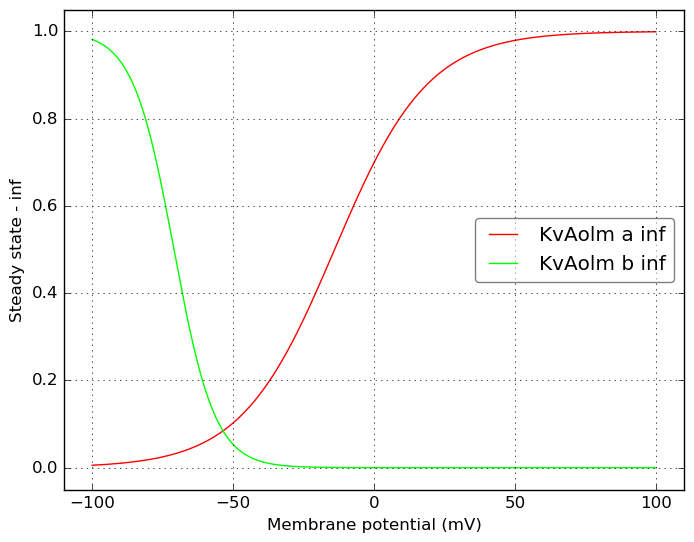 1.0
0.8
0.6
0.4
0.2
0.0
Steady state - inf
KvAolm a inf
KvAolm b inf
−100
−50
0
50
100
Membrane potential (mV)